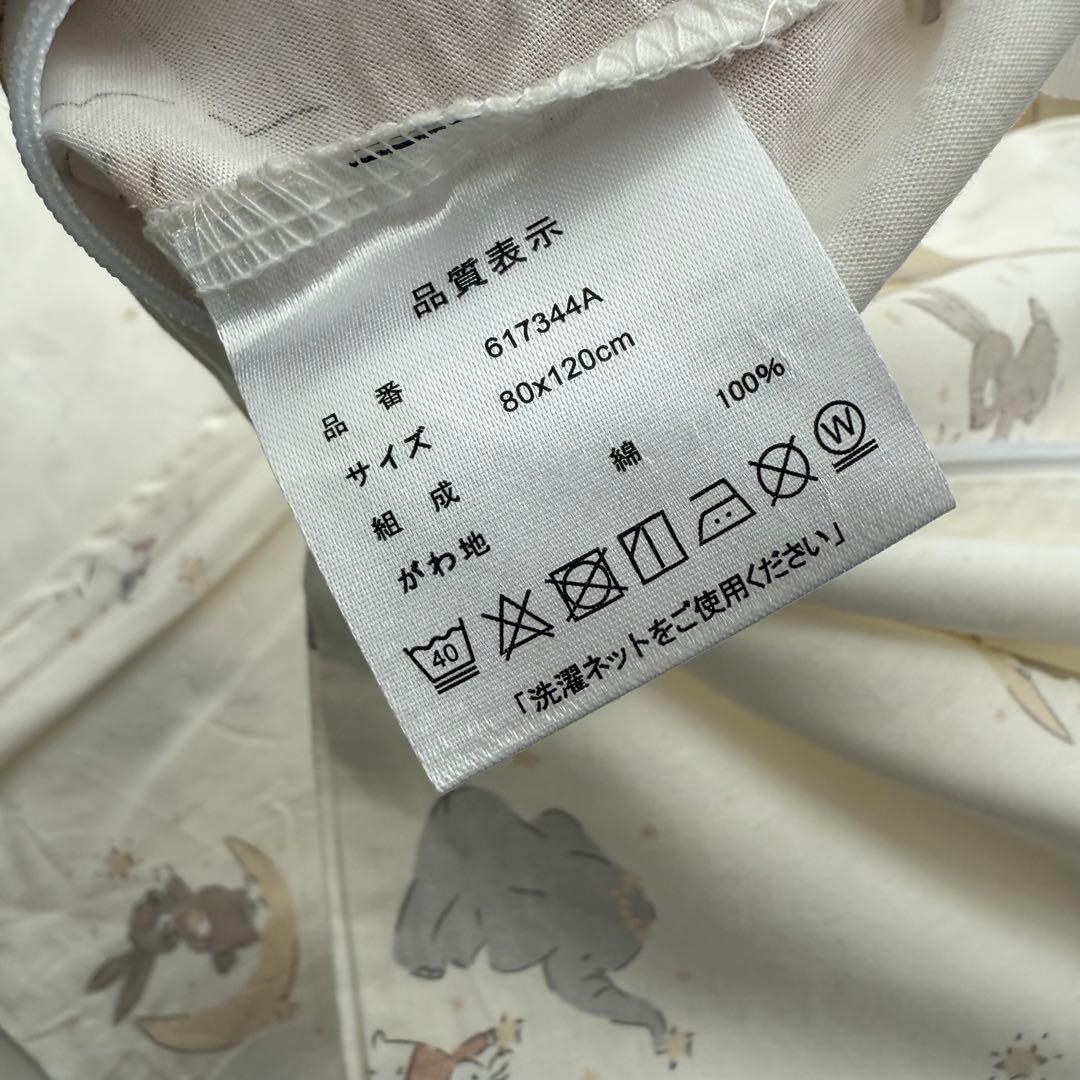 品質表示
品 番 617344A
サイズ 80x120cm
組 成
がわ地 綿 100%
40 W
「洗濯ネットをご使用ください」